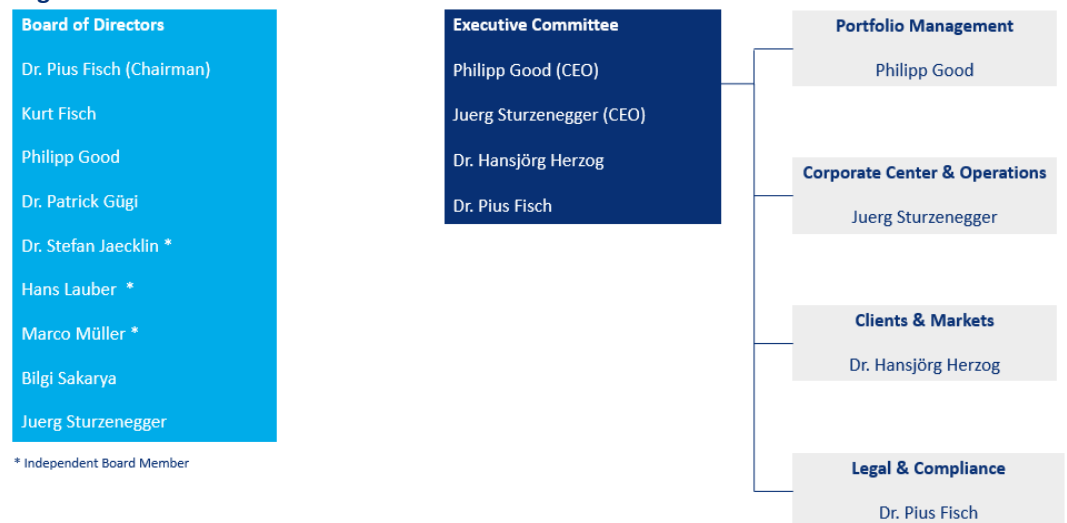 Board of Directors
Dr. Pius Fisch (Chairman)
Kurt Fisch
Philipp Good
Dr. Patrick Gügi
Dr. Stefan Jaecklin *
Hans Lauber *
Marco Müller *
Bilgi Sakarya
Juerg Sturzenegger
* Independent Board Member
Executive Committee
Philipp Good (CEO)
Juerg Sturzenegger (CEO)
Dr. Hansjörg Herzog
Dr. Pius Fisch
Portfolio Management
Philipp Good
Corporate Center & Operations
Juerg Sturzenegger
Clients & Markets
Dr. Hansjörg Herzog
Legal & Compliance
Dr. Pius Fisch